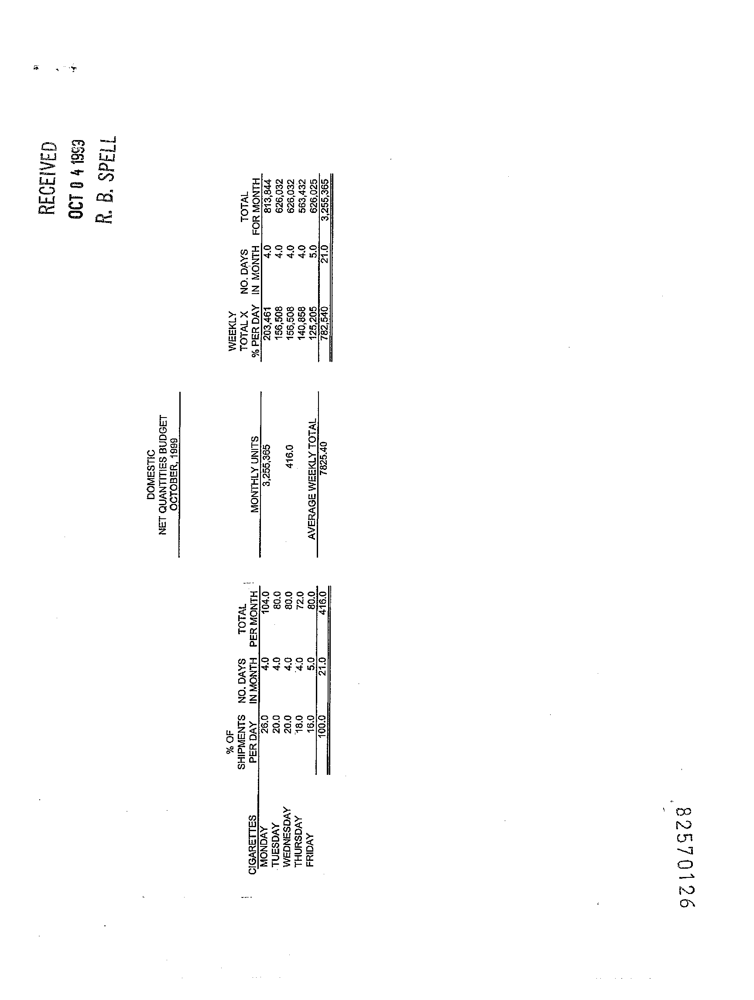 RECEIVED
OCT 04 1999
R. B. SPELL
DOMESTIC
NET QUANTITIES BUDGET
OCTOBER, 1999
% OF WEEKLY
SHIPMENTS NO. DAYS TOTAL TOTAL X NO. DAYS TOTAL
CIGARETTES PER DAY IN MONTH PER MONTH MONTHLY UNITS % PER DAY IN MONTH FOR MONTH
MONDAY 26.0 4.0 104.0 3,255,365 203,461 4.0 813,844
TUESDAY 20.0 4.0 80.0 156,508 4.0 626,032
WEDNESDAY 20.0 4.0 80.0 416.0 156,508 4.0 626,032
THURSDAY 18.0 4.0 72.0 140,858 4.0 563,432
FRIDAY 16.0 5.0 80.0 AVERAGE WEEKLY TOTAL 125,205 5.0 626,025
100.0 21.0 416.0 7825.40 782,540 21.0 3,255,365
82570126